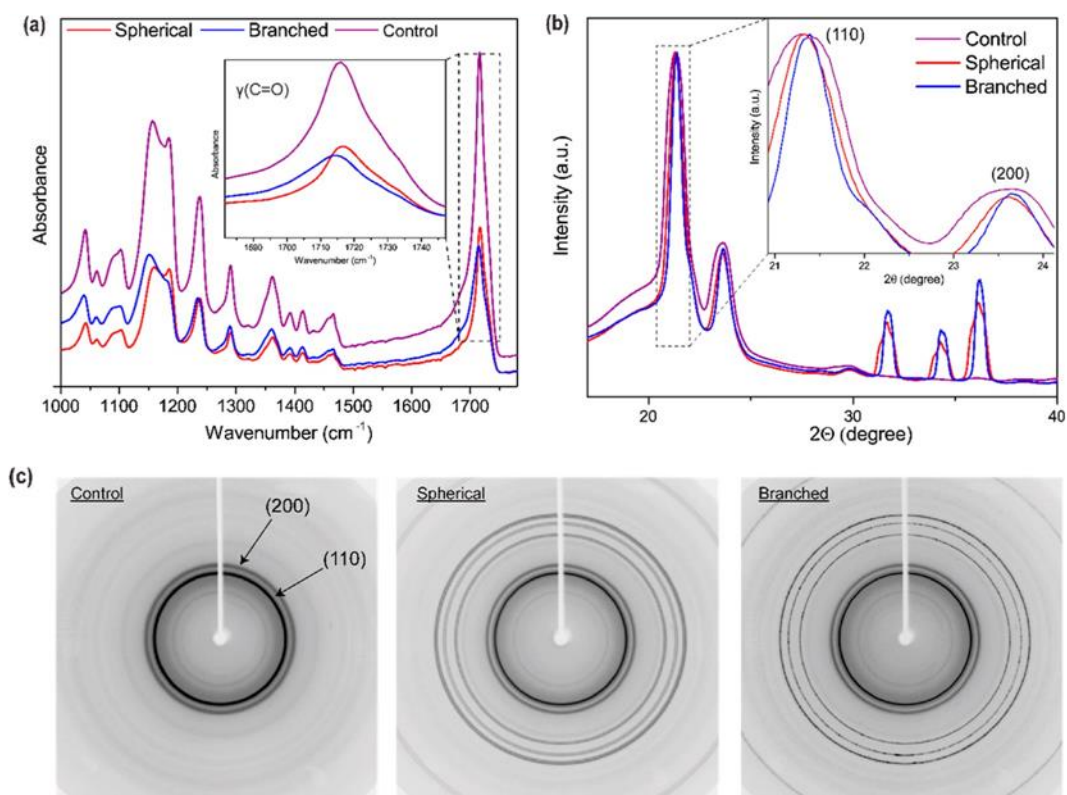 (a)
Spherical Branched Control
γ(C=O)
Absorbance
1690 1700 1710 1720 1730 1740
Wavenumber (cm⁻¹)
Absorbance
1000 1100 1200 1300 1400 1500 1600 1700
Wavenumber (cm⁻¹)
(b)
(110)
Control
Spherical
Branched
(200)
Intensity (a.u.)
21 22 23 24
2Θ (degree)
Intensity (a.u.)
20 30 40
2Θ (degree)
(c)
Control
(200)
(110)
Spherical
Branched